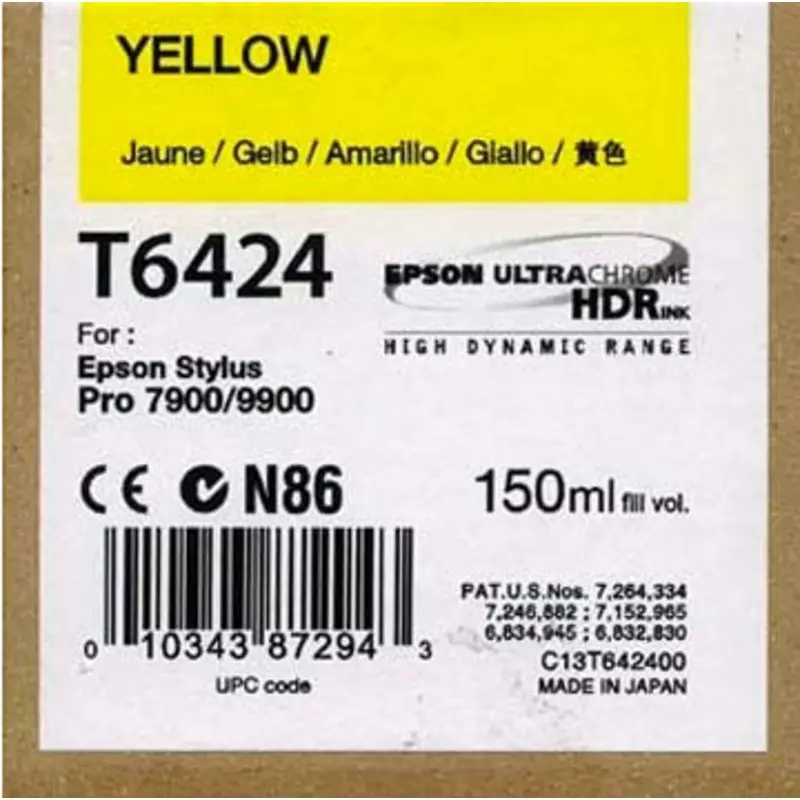 YELLOW
Jaune / Gelb / Amarillo / Giallo / 黄色
T6424
EPSON ULTRACHROME
HDR INK
HIGH DYNAMIC RANGE
For :
Epson Stylus
Pro 7900/9900
CE N86
150ml fill vol.
0 10343 87294 3
UPC code
PAT.U.S.Nos. 7,264,334
7,246,882 ; 7,152,965
6,834,945 ; 6,832,830
C13T642400
MADE IN JAPAN